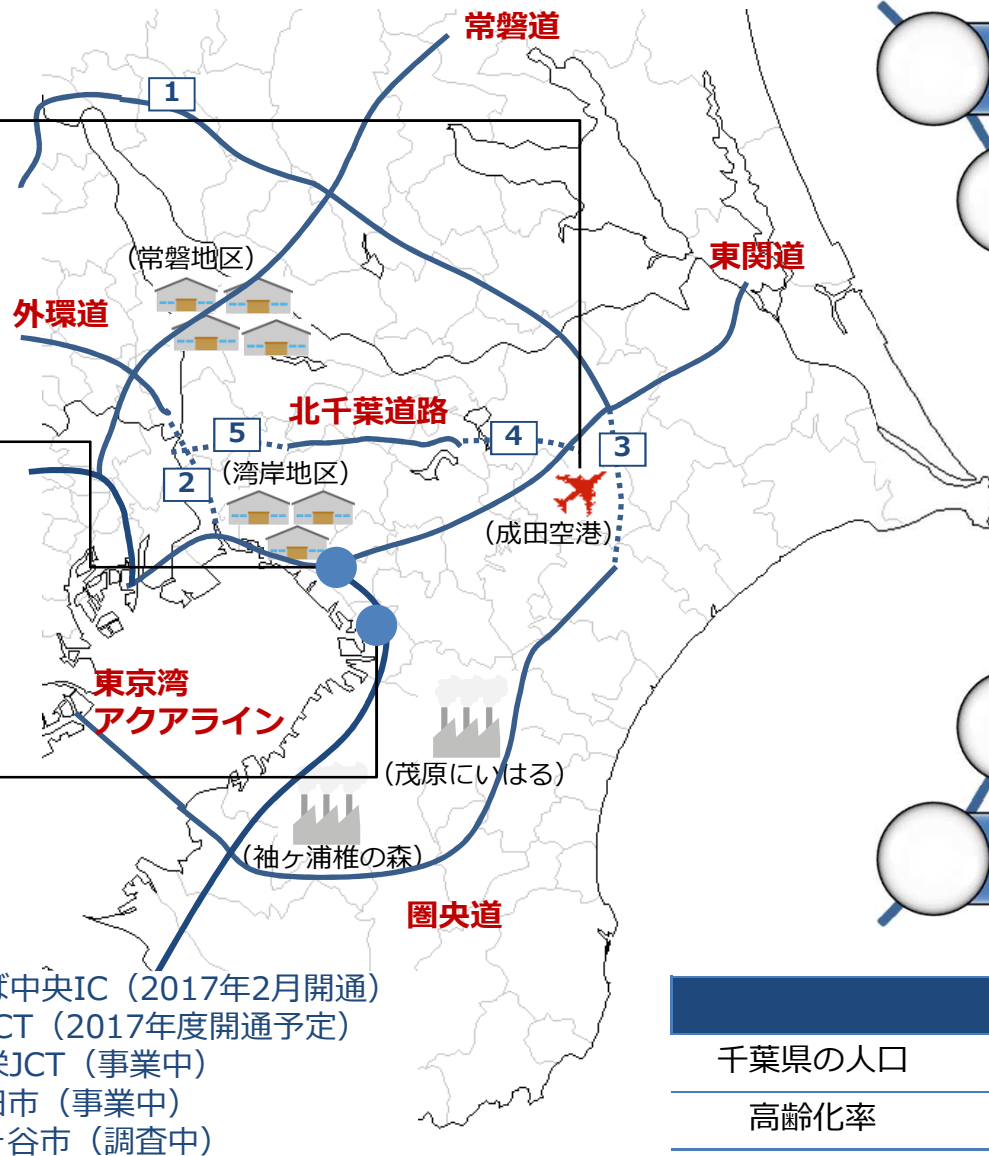 常磐道
1
(常磐地区)
東関道
外環道
北千葉道路
5
4
3
2
(湾岸地区)
(成田空港)
東京湾
アクアライン
(茂原にいはる)
(袖ヶ浦椎の森)
圏央道
中央IC（2017年2月開通）
CT（2017年度開通予定）
JCT（事業中）
市（事業中）
谷市（調査中）
千葉県の人口
高齢化率